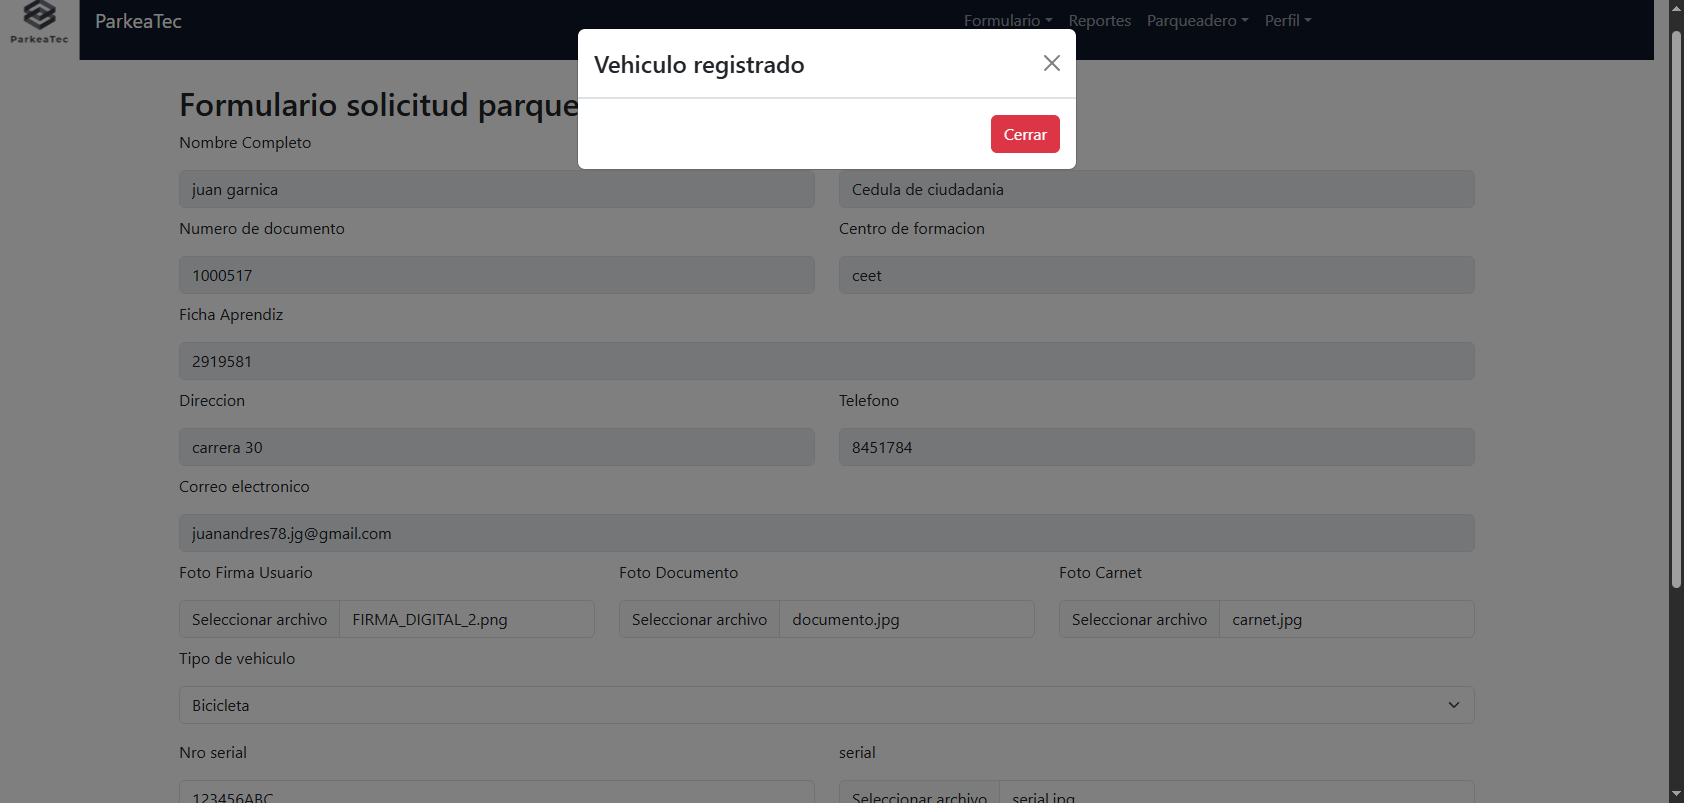 ParkeaTec
ParkeaTec
Formulario
Reportes
Parqueadero
Perfil
Vehiculo registrado
Cerrar
Formulario solicitud parque
Nombre Completo
juan garnica
Cedula de ciudadania
Numero de documento
Centro de formacion
1000517
ceet
Ficha Aprendiz
2919581
Direccion
Telefono
carrera 30
8451784
Correo electronico
juanandres78.jg@gmail.com
Foto Firma Usuario
Foto Documento
Foto Carnet
Seleccionar archivo FIRMA_DIGITAL_2.png
Seleccionar archivo documento.jpg
Seleccionar archivo carnet.jpg
Tipo de vehiculo
Bicicleta
Nro serial
serial
123456ABC
Seleccionar archivo serial.jpg